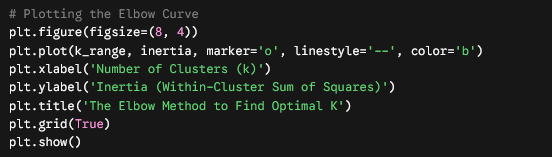 # Plotting the Elbow Curve
plt.figure(figsize=(8, 4))
plt.plot(k_range, inertia, marker='o', linestyle='--', color='b')
plt.xlabel('Number of Clusters (k)')
plt.ylabel('Inertia (Within-Cluster Sum of Squares)')
plt.title('The Elbow Method to Find Optimal K')
plt.grid(True)
plt.show()